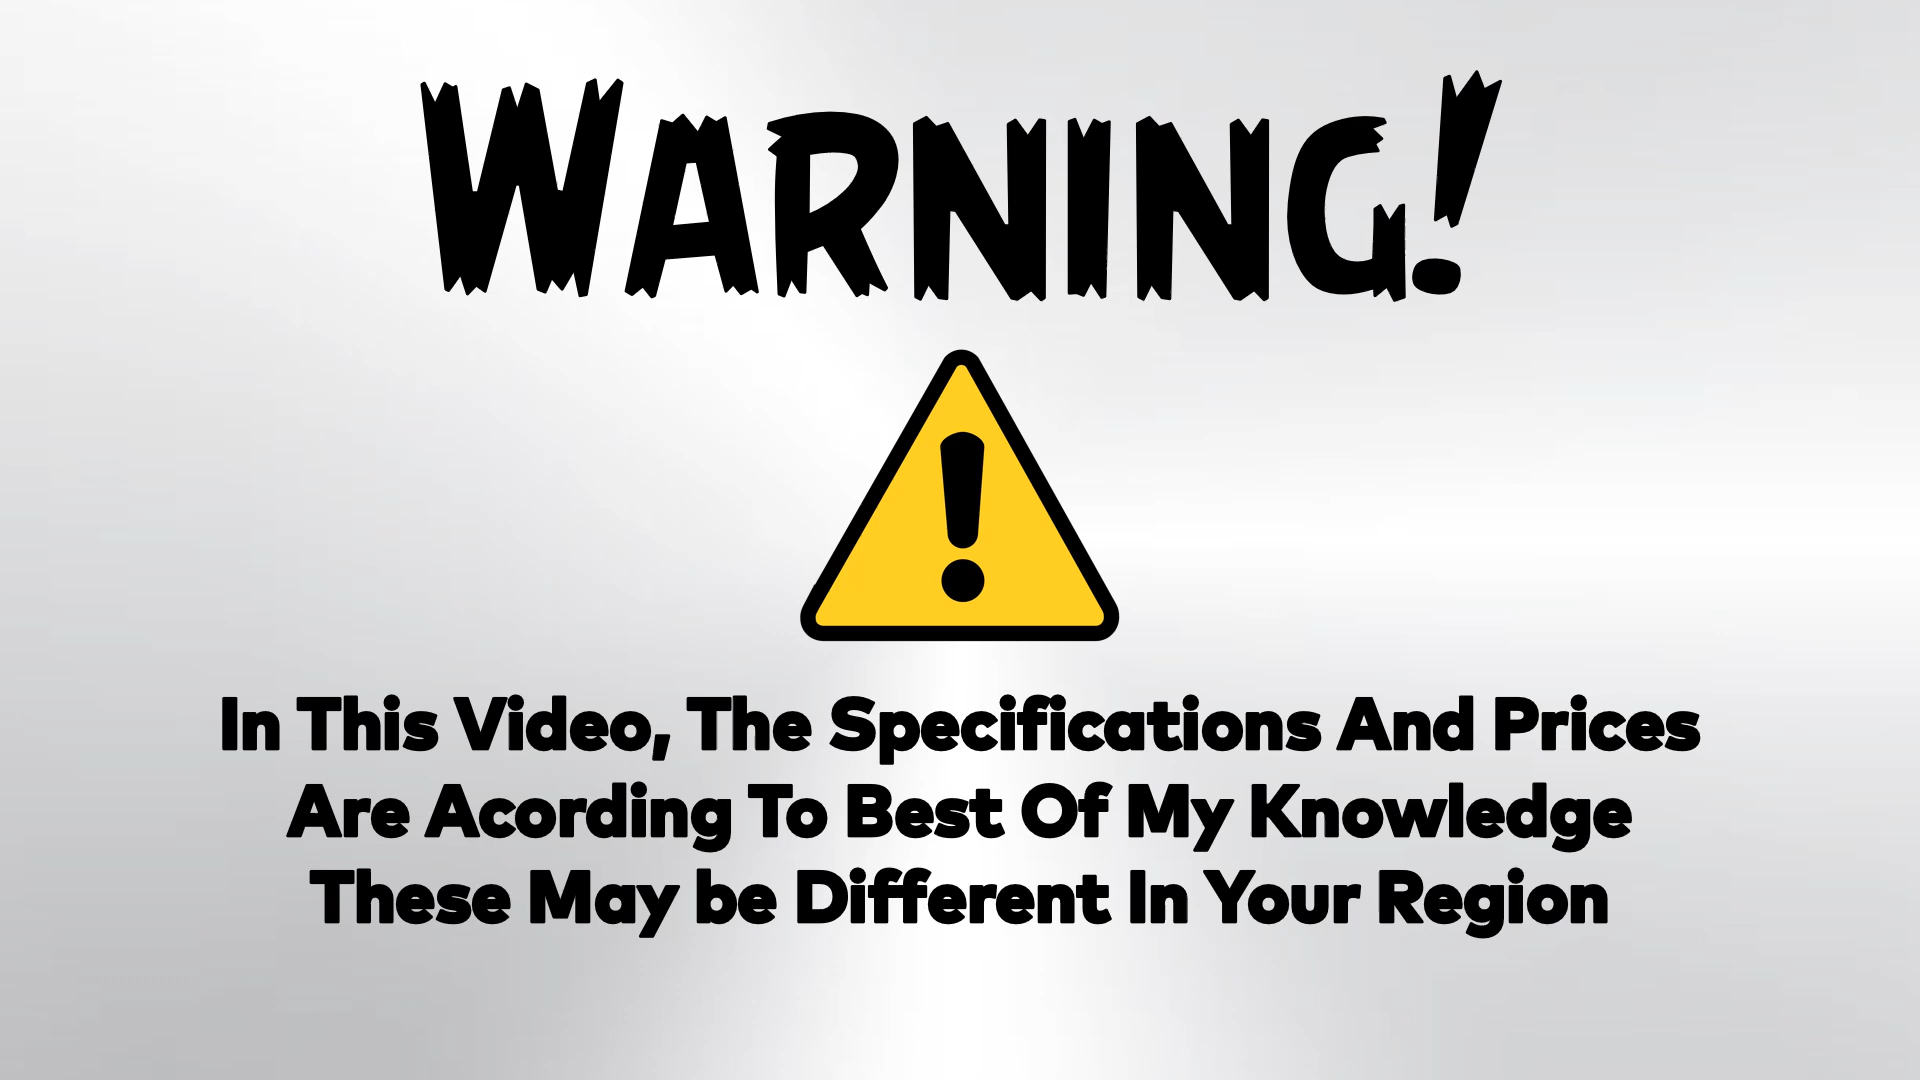 WARNING!
In This Video, The Specifications And Prices
Are Acording To Best Of My Knowledge
These May be Different In Your Region